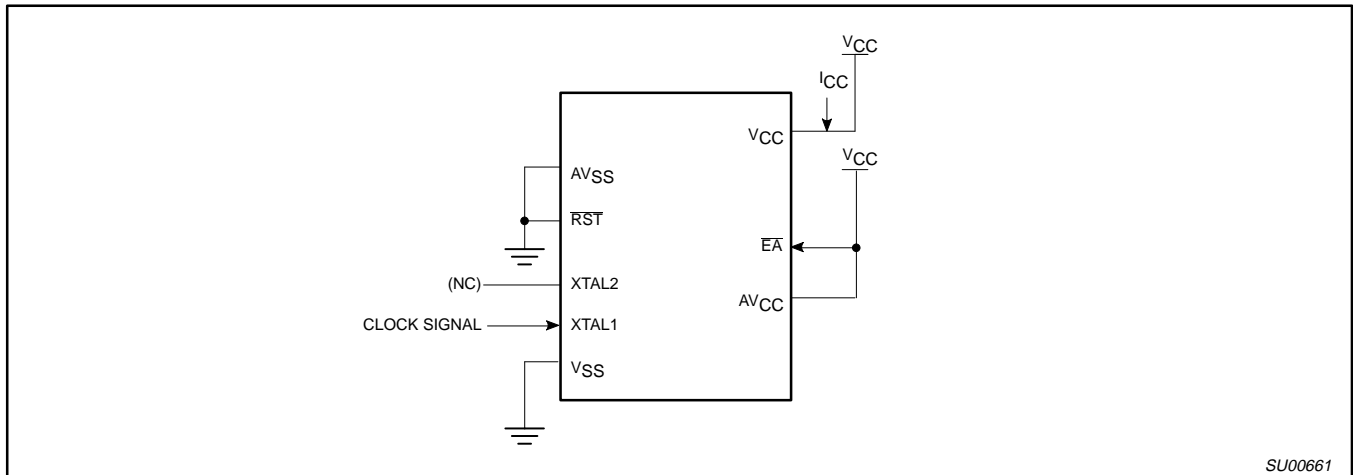 VCC
ICC
VCC
VCC
AVSS
RST
EA
(NC)
XTAL2
AVCC
CLOCK SIGNAL
XTAL1
VSS
SU00661